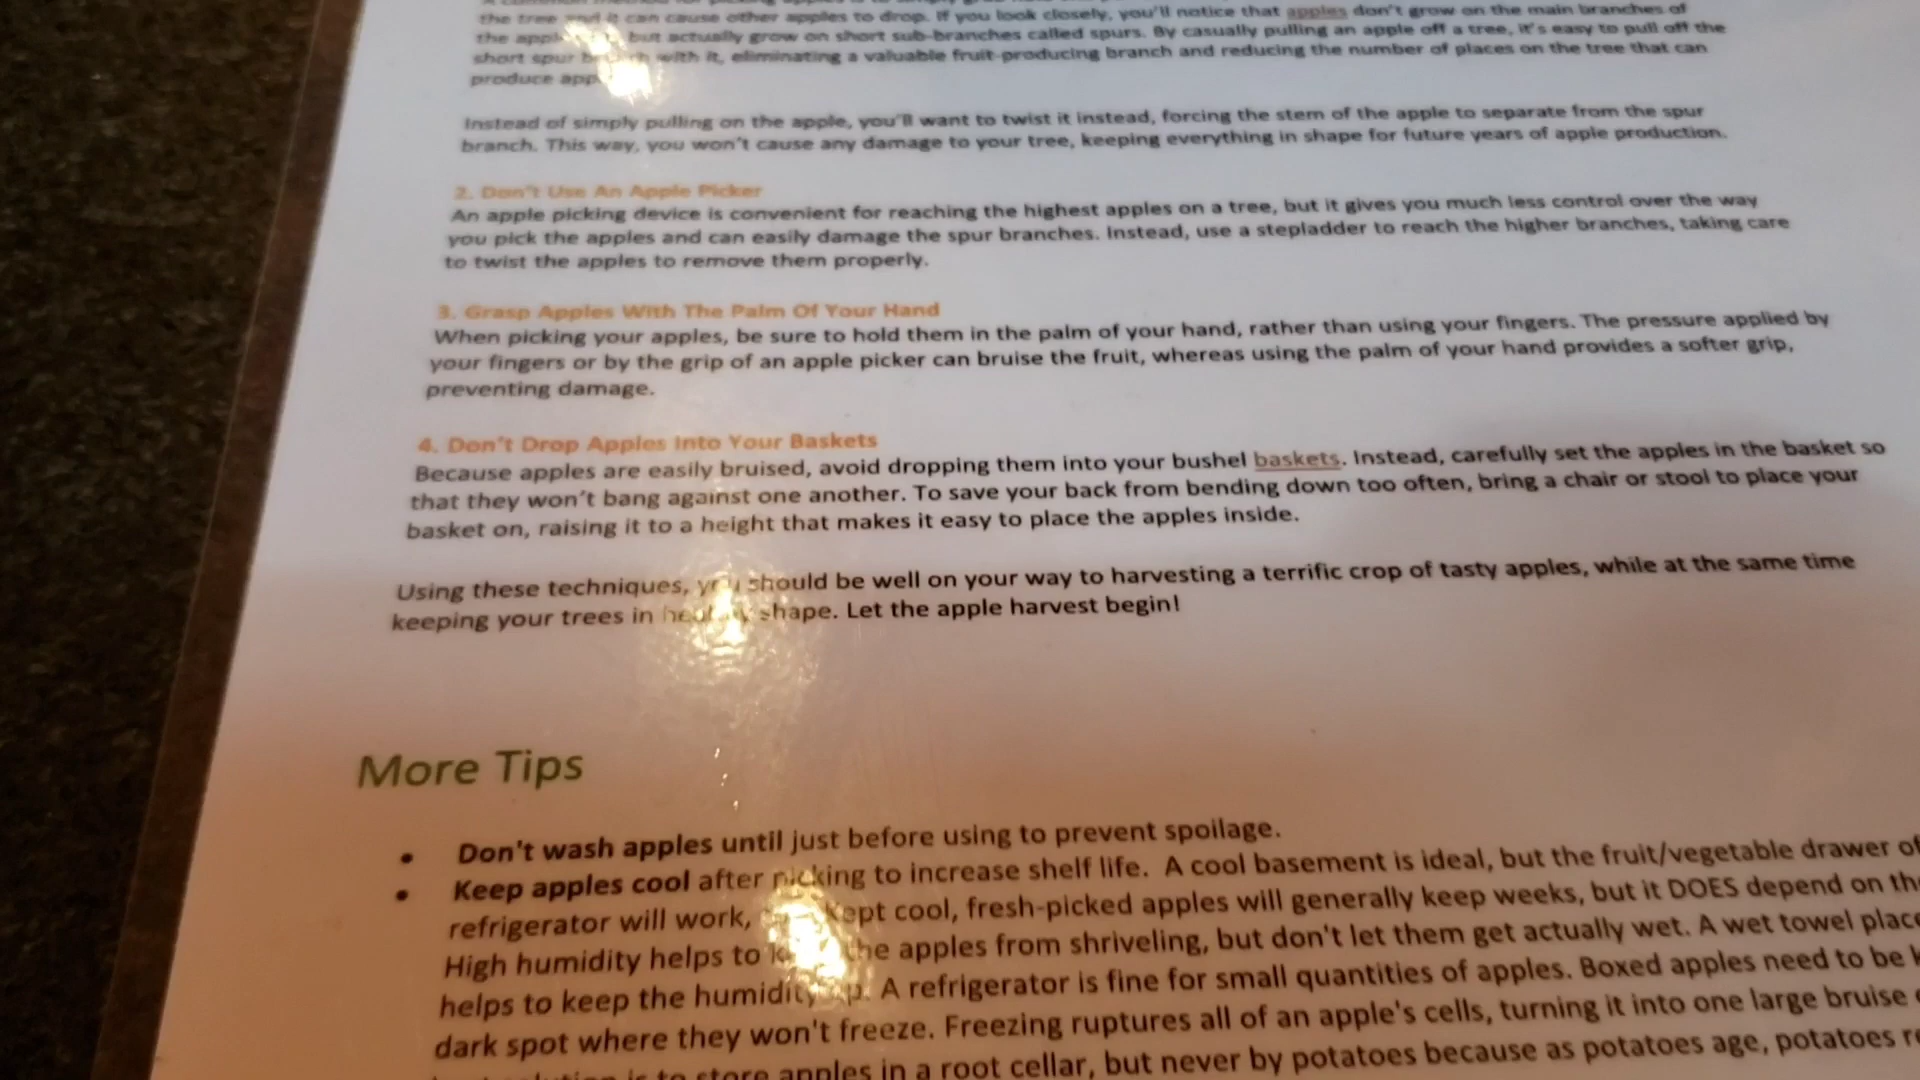 A common method for picking apples is to simply grab
the tree and it can cause other apples to drop. If you look closely, you'll notice that apples don't grow on the main branches of
the but actually grow on short sub-branches called spurs. By casually pulling an apple off a tree, it's easy to pull off the
short spur with it, eliminating a valuable fruit-producing branch and reducing the number of places on the tree that can
produce
Instead of simply pulling on the apple, you'll want to twist it instead, forcing the stem of the apple to separate from the spur
branch. This way, you won't cause any damage to your tree, keeping everything in shape for future years of apple production.
2. Don't Use An Apple Picker
An apple picking device is convenient for reaching the highest apples on a tree, but it gives you much less control over the way
you pick the apples and can easily damage the spur branches. Instead, use a stepladder to reach the higher branches, taking care
to twist the apples to remove them properly.
3. Grasp Apples With The Palm Of Your Hand
When picking your apples, be sure to hold them in the palm of your hand, rather than using your fingers. The pressure applied by
your fingers or by the grip of an apple picker can bruise the fruit, whereas using the palm of your hand provides a softer grip,
preventing damage.
4. Don't Drop Apples Into Your Baskets
Because apples are easily bruised, avoid dropping them into your bushel baskets. Instead, carefully set the apples in the basket so
that they won't bang against one another. To save your back from bending down too often, bring a chair or stool to place your
basket on, raising it to a height that makes it easy to place the apples inside.
Using these techniques, you should be well on your way to harvesting a terrific crop of tasty apples, while at the same time
keeping your trees in healthy shape. Let the apple harvest begin!
More Tips
• Don't wash apples until just before using to prevent spoilage.
• Keep apples cool after picking to increase shelf life. A cool basement is ideal, but the fruit/vegetable drawer of
refrigerator will work, kept cool, fresh-picked apples will generally keep weeks, but it DOES depend on the
High humidity helps to the apples from shriveling, but don't let them get actually wet. A wet towel
helps to keep the humidity up. A refrigerator is fine for small quantities of apples. Boxed apples need to be
dark spot where they won't freeze. Freezing ruptures all of an apple's cells, turning it into one large bruise
is to store apples in a root cellar, but never by potatoes because as potatoes age, potatoes